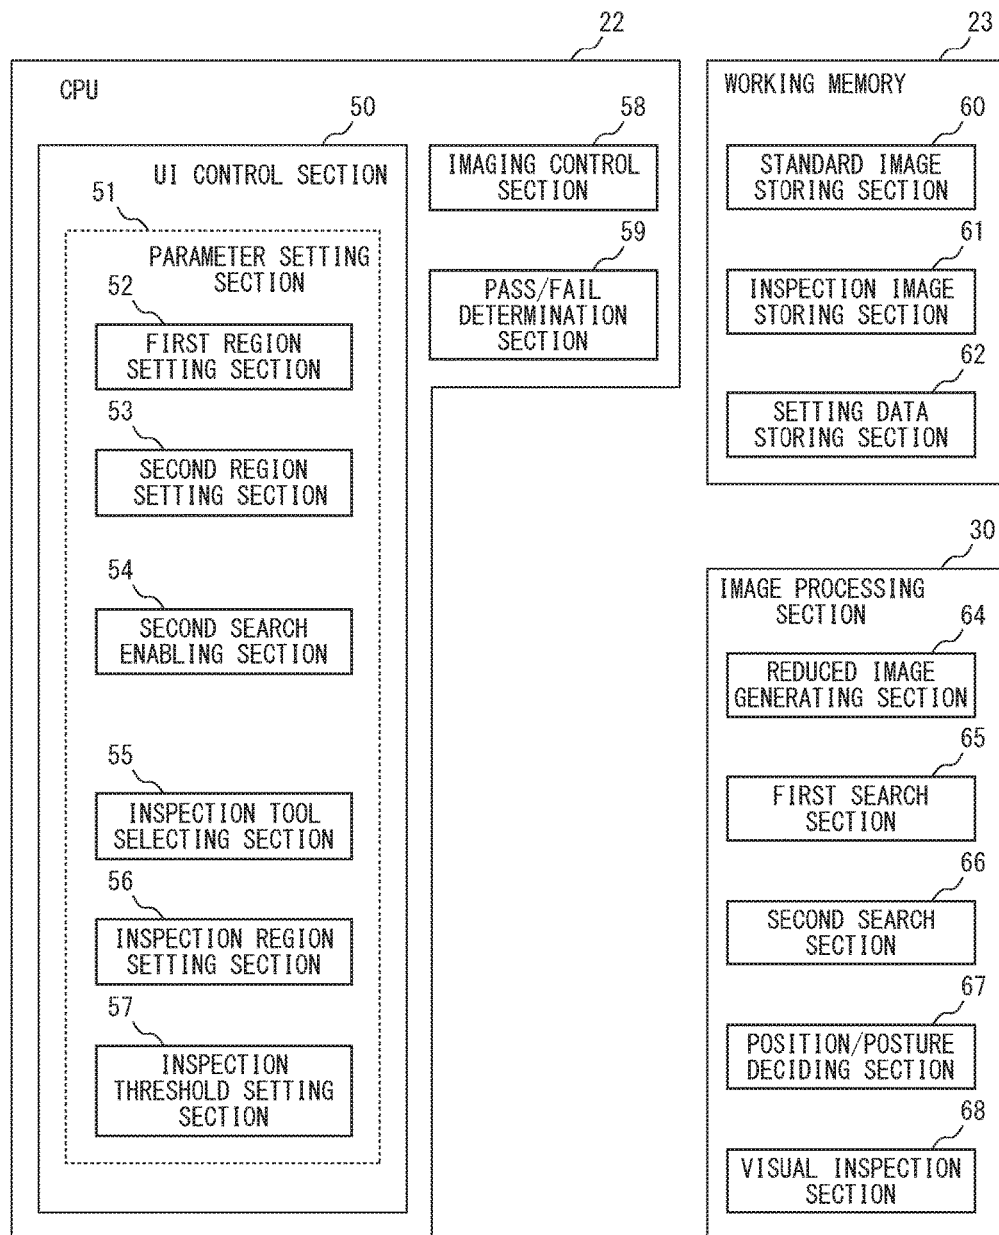 22
CPU
50
UI CONTROL SECTION
51
PARAMETER SETTING
SECTION
52
FIRST REGION
SETTING SECTION
53
SECOND REGION
SETTING SECTION
54
SECOND SEARCH
ENABLING SECTION
55
INSPECTION TOOL
SELECTING SECTION
56
INSPECTION REGION
SETTING SECTION
57
INSPECTION
THRESHOLD SETTING
SECTION
58
IMAGING CONTROL
SECTION
59
PASS/FAIL
DETERMINATION
SECTION
23
WORKING MEMORY
60
STANDARD IMAGE
STORING SECTION
61
INSPECTION IMAGE
STORING SECTION
62
SETTING DATA
STORING SECTION
30
IMAGE PROCESSING
SECTION
64
REDUCED IMAGE
GENERATING SECTION
65
FIRST SEARCH
SECTION
66
SECOND SEARCH
SECTION
67
POSITION/POSTURE
DECIDING SECTION
68
VISUAL INSPECTION
SECTION